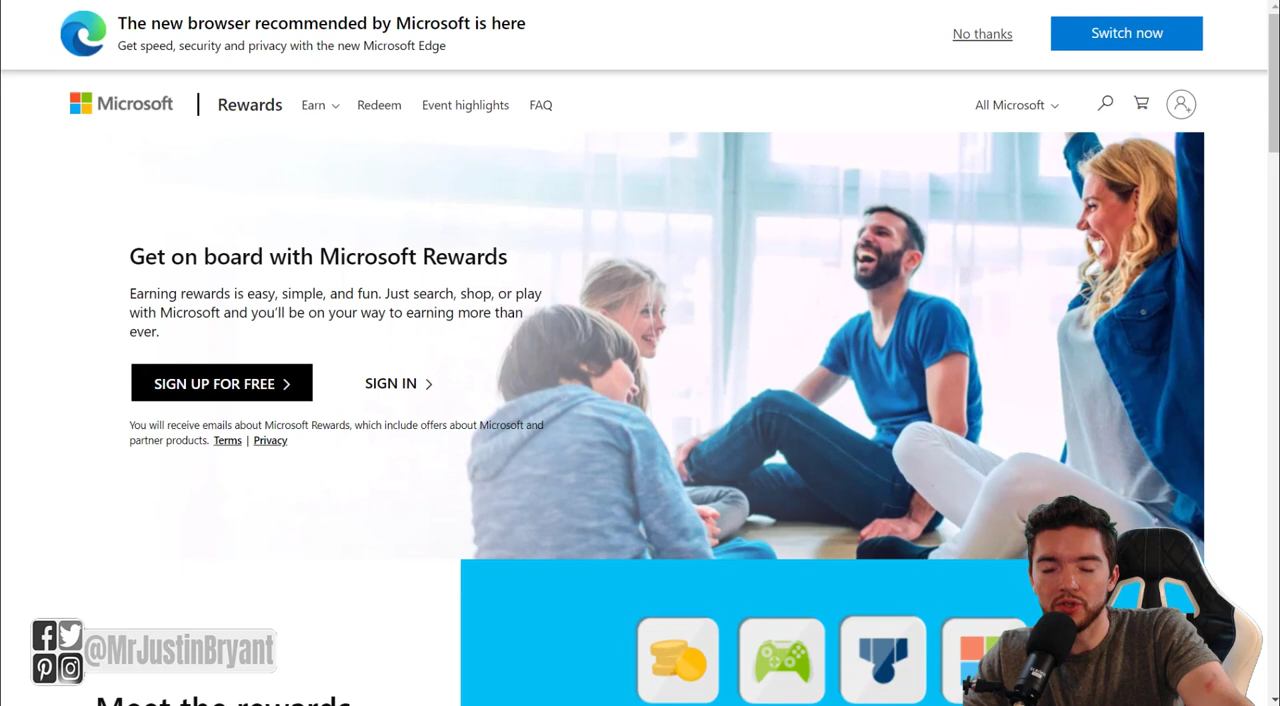 The new browser recommended by Microsoft is here
Get speed, security and privacy with the new Microsoft Edge
No thanks
Switch now
Microsoft
Rewards
Earn
Redeem
Event highlights
FAQ
All Microsoft
Get on board with Microsoft Rewards
Earning rewards is easy, simple, and fun. Just search, shop, or play
with Microsoft and you'll be on your way to earning more than
ever.
SIGN UP FOR FREE
SIGN IN
You will receive emails about Microsoft Rewards, which include offers about Microsoft and
partner products. Terms | Privacy
@MrJustinBryant
Meet the rewards